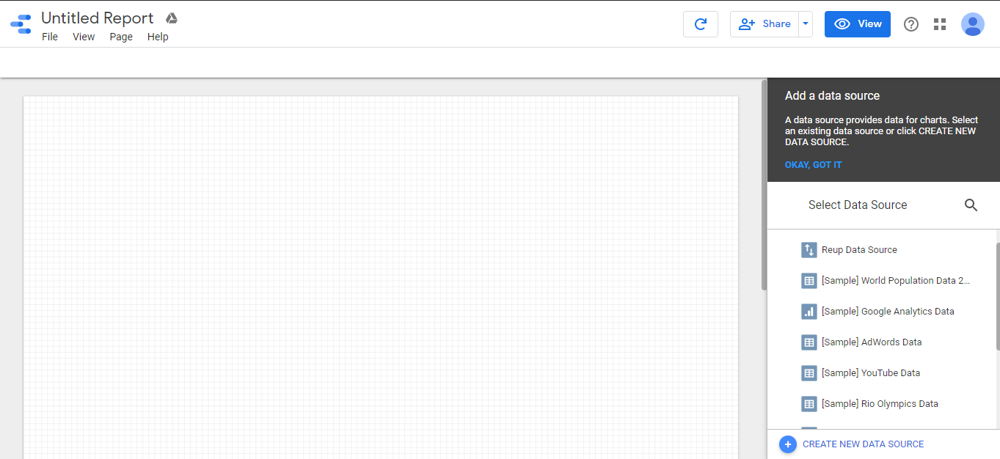 Untitled Report
File View Page Help
Share
View
Add a data source
A data source provides data for charts. Select
an existing data source or click CREATE NEW
DATA SOURCE.
OKAY, GOT IT
Select Data Source
Reup Data Source
[Sample] World Population Data 2...
[Sample] Google Analytics Data
[Sample] AdWords Data
[Sample] YouTube Data
[Sample] Rio Olympics Data
CREATE NEW DATA SOURCE